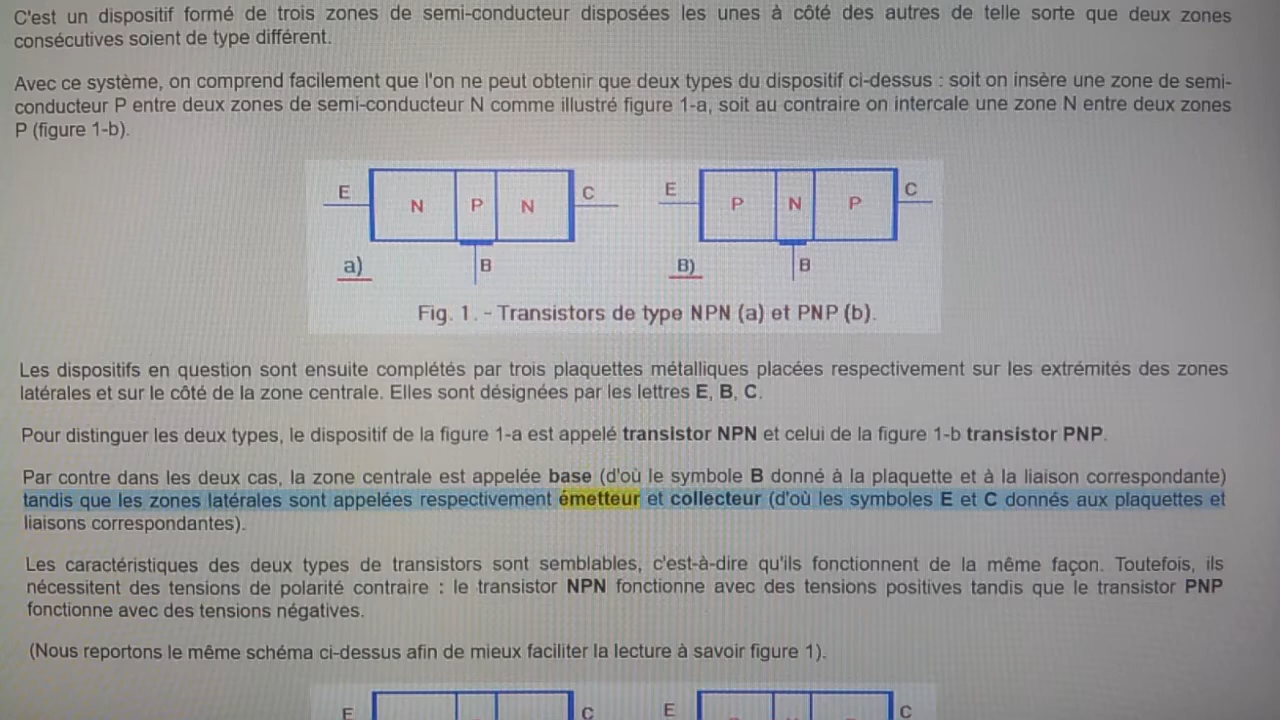 C'est un dispositif formé de trois zones de semi-conducteur disposées les unes à côté des autres de telle sorte que deux zones
consécutives soient de type différent.
Avec ce système, on comprend facilement que l'on ne peut obtenir que deux types du dispositif ci-dessus : soit on insère une zone de semi-
conducteur P entre deux zones de semi-conducteur N comme illustré figure 1-a, soit au contraire on intercale une zone N entre deux zones
P (figure 1-b).
E N P N C
a) B
E P N P C
B) B
Fig. 1. - Transistors de type NPN (a) et PNP (b).
Les dispositifs en question sont ensuite complétés par trois plaquettes métalliques placées respectivement sur les extrémités des zones
latérales et sur le côté de la zone centrale. Elles sont désignées par les lettres E, B, C.
Pour distinguer les deux types, le dispositif de la figure 1-a est appelé transistor NPN et celui de la figure 1-b transistor PNP.
Par contre dans les deux cas, la zone centrale est appelée base (d'où le symbole B donné à la plaquette et à la liaison correspondante)
tandis que les zones latérales sont appelées respectivement émetteur et collecteur (d'où les symboles E et C donnés aux plaquettes et
liaisons correspondantes).
Les caractéristiques des deux types de transistors sont semblables, c'est-à-dire qu'ils fonctionnent de la même façon. Toutefois, ils
nécessitent des tensions de polarité contraire : le transistor NPN fonctionne avec des tensions positives tandis que le transistor PNP
fonctionne avec des tensions négatives.
(Nous reportons le même schéma ci-dessus afin de mieux faciliter la lecture à savoir figure 1).
E C E C